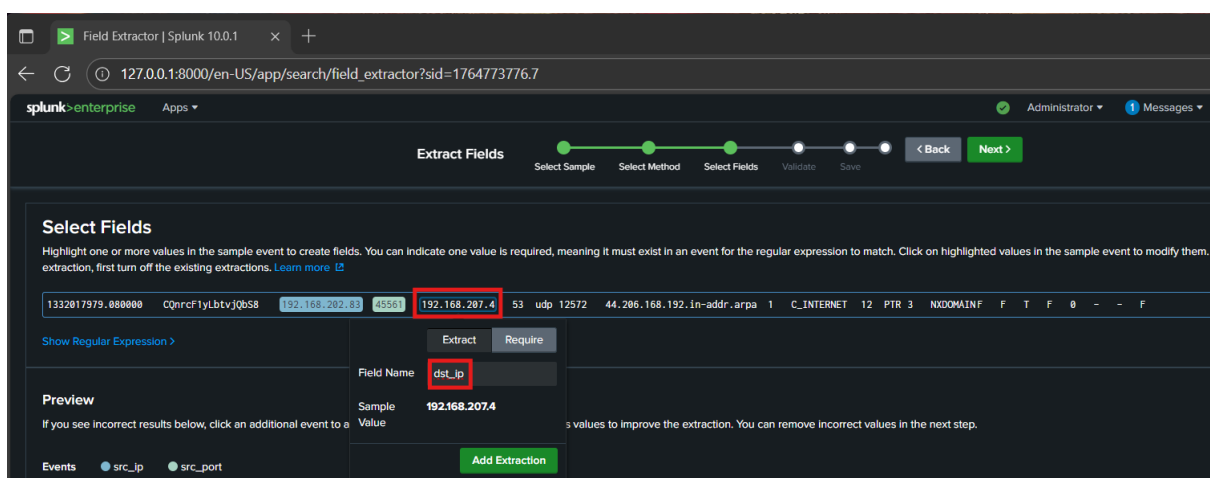 Field Extractor | Splunk 10.0.1
127.0.0.1:8000/en-US/app/search/field_extractor?sid=1764773776.7
splunk>enterprise Apps Administrator 1 Messages
Extract Fields Select Sample Select Method Select Fields Validate Save < Back Next >
Select Fields
Highlight one or more values in the sample event to create fields. You can indicate one value is required, meaning it must exist in an event for the regular expression to match. Click on highlighted values in the sample event to modify them.
extraction, first turn off the existing extractions. Learn more
1332017979.080000 CQnrcF1yLbtvjQbS8 192.168.202.83 45561 192.168.207.4 53 udp 12572 44.206.168.192.in-addr.arpa 1 C_INTERNET 12 PTR 3 NXDOMAIN F F T F 0 - - F
Show Regular Expression >
Extract Require
Field Name dst_ip
Preview
Sample Value 192.168.207.4
If you see incorrect results below, click an additional event to a s values to improve the extraction. You can remove incorrect values in the next step.
Add Extraction
Events src_ip src_port